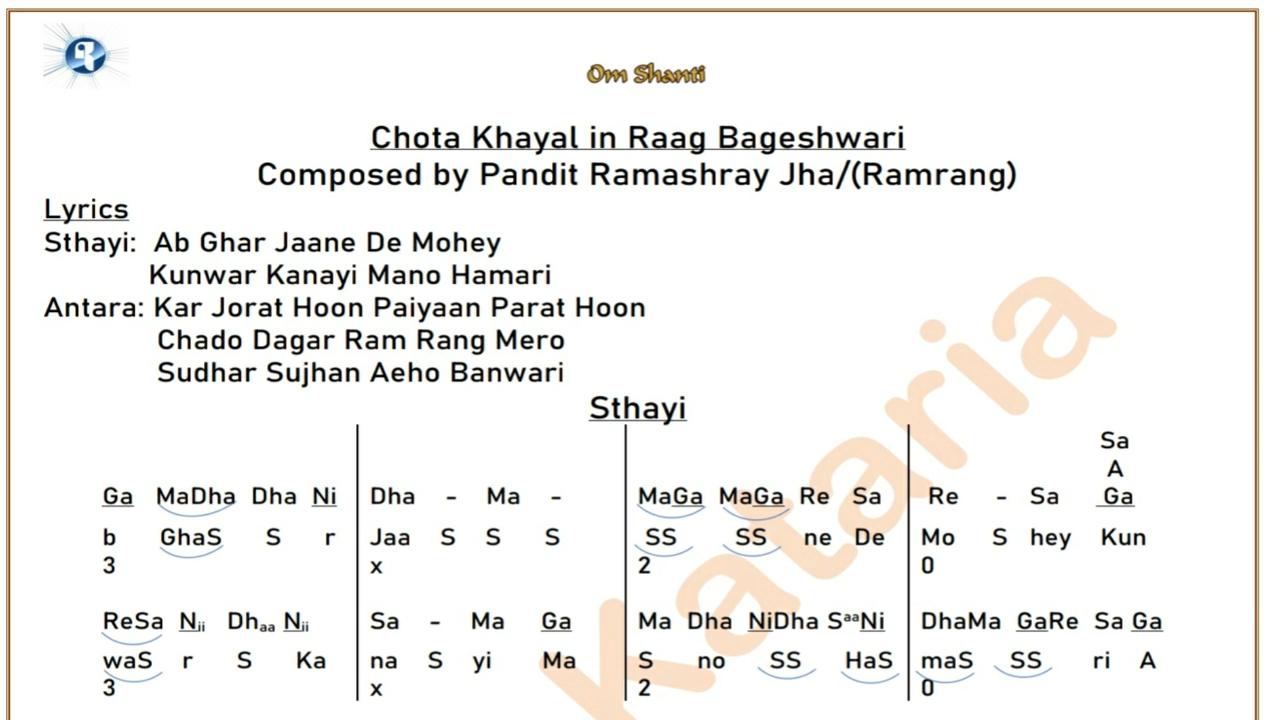 Om Shanti
Chota Khayal in Raag Bageshwari
Composed by Pandit Ramashray Jha/(Ramrang)
Lyrics
Sthayi: Ab Ghar Jaane De Mohey
Kunwar Kanayi Mano Hamari
Antara: Kar Jorat Hoon Paiyaan Parat Hoon
Chado Dagar Ram Rang Mero
Sudhar Sujhan Aeho Banwari
Sthayi
Sa
A
Ga MaDha Dha Ni Dha - Ma - MaGa MaGa Re Sa Re - Sa Ga
b GhaS S r Jaa S S S SS SS ne De Mo S hey Kun
3 x 2 0
ReSa Nii Dhaa Nii Sa - Ma Ga Ma Dha NiDha SaaNi DhaMa GaRe Sa Ga
waS r S Ka na S yi Ma S no SS HaS maS SS ri A
3 x 2 0
Kataria